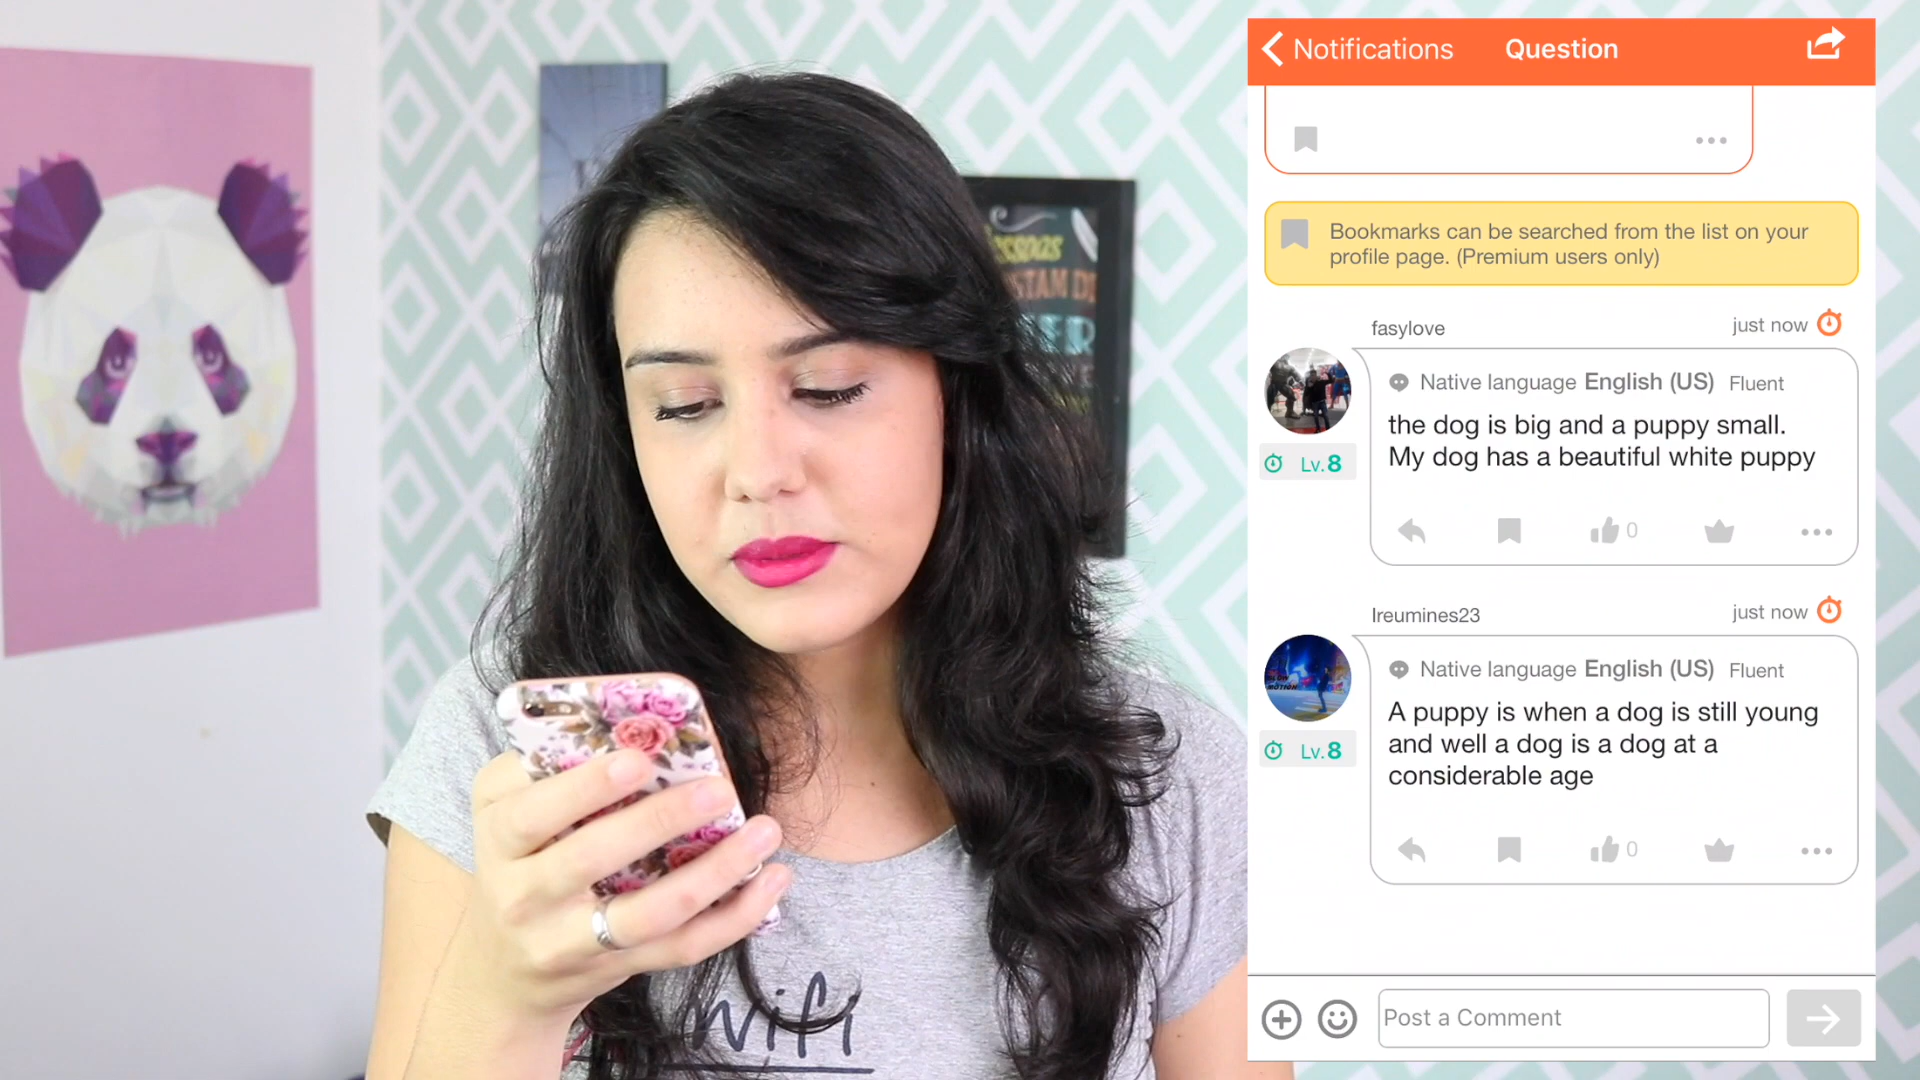 Notifications
Question
Bookmarks can be searched from the list on your
profile page. (Premium users only)
fasylove
just now
Native language English (US) Fluent
the dog is big and a puppy small.
My dog has a beautiful white puppy
Lv.8
0
Ireumines23
just now
Native language English (US) Fluent
A puppy is when a dog is still young
and well a dog is a dog at a
considerable age
Lv.8
0
Post a Comment
wifi